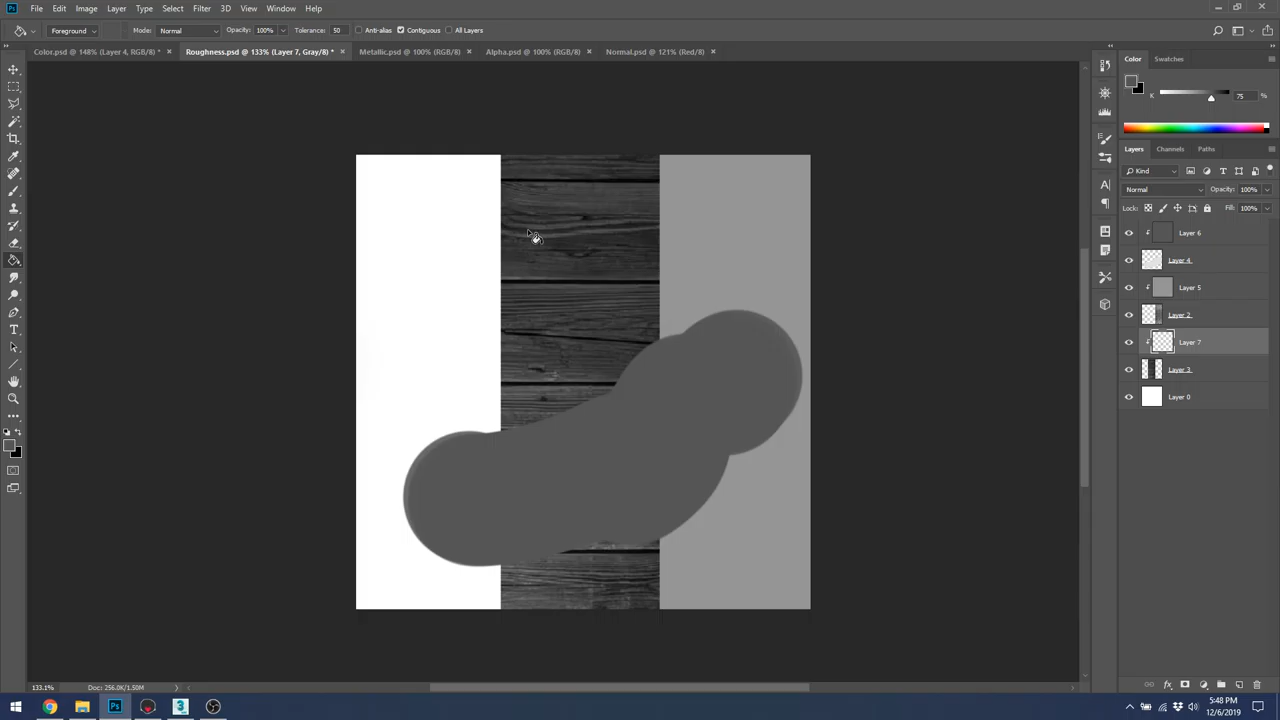 Ps File Edit Image Layer Type Select Filter 3D View Window Help
Foreground Mode: Normal Opacity: 100% Tolerance: 50 Anti-alias Contiguous All Layers
Color.psd @ 148% (Layer 4, RGB/8) * × Roughness.psd @ 133% (Layer 7, Gray/8) * × Metallic.psd @ 100% (RGB/8) × Alpha.psd @ 100% (RGB/8) × Normal.psd @ 121% (Red/8) ×
Color Swatches
K 75 %
Layers Channels Paths
Kind
Normal Opacity: 100%
Lock: Fill: 100%
Layer 6
Layer 4
Layer 5
Layer 2
Layer 7
Layer 3
Layer 0
133.1% Doc: 256.0K/1.50M
5:48 PM
12/6/2019